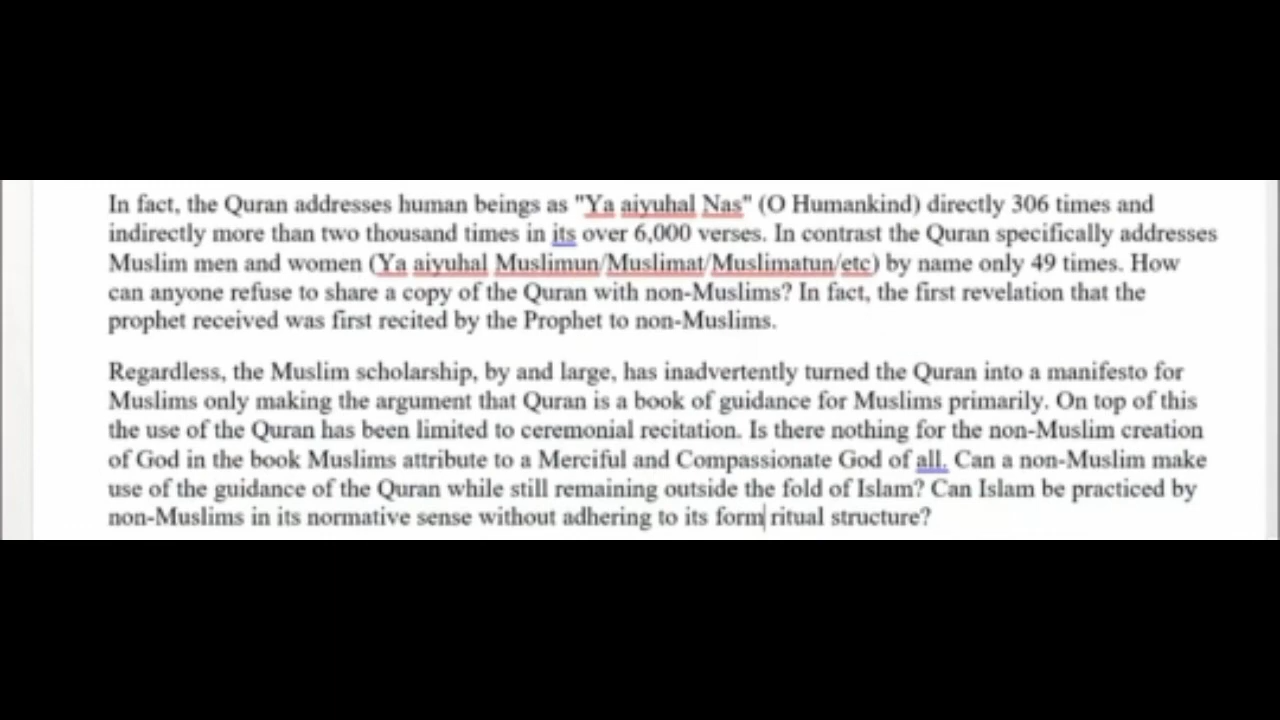 In fact, the Quran addresses human beings as "Ya aiyuhal Nas" (O Humankind) directly 306 times and
indirectly more than two thousand times in its over 6,000 verses. In contrast the Quran specifically addresses
Muslim men and women (Ya aiyuhal Muslimun/Muslimat/Muslimatun/etc) by name only 49 times. How
can anyone refuse to share a copy of the Quran with non-Muslims? In fact, the first revelation that the
prophet received was first recited by the Prophet to non-Muslims.
Regardless, the Muslim scholarship, by and large, has inadvertently turned the Quran into a manifesto for
Muslims only making the argument that Quran is a book of guidance for Muslims primarily. On top of this
the use of the Quran has been limited to ceremonial recitation. Is there nothing for the non-Muslim creation
of God in the book Muslims attribute to a Merciful and Compassionate God of all. Can a non-Muslim make
use of the guidance of the Quran while still remaining outside the fold of Islam? Can Islam be practiced by
non-Muslims in its normative sense without adhering to its form ritual structure?